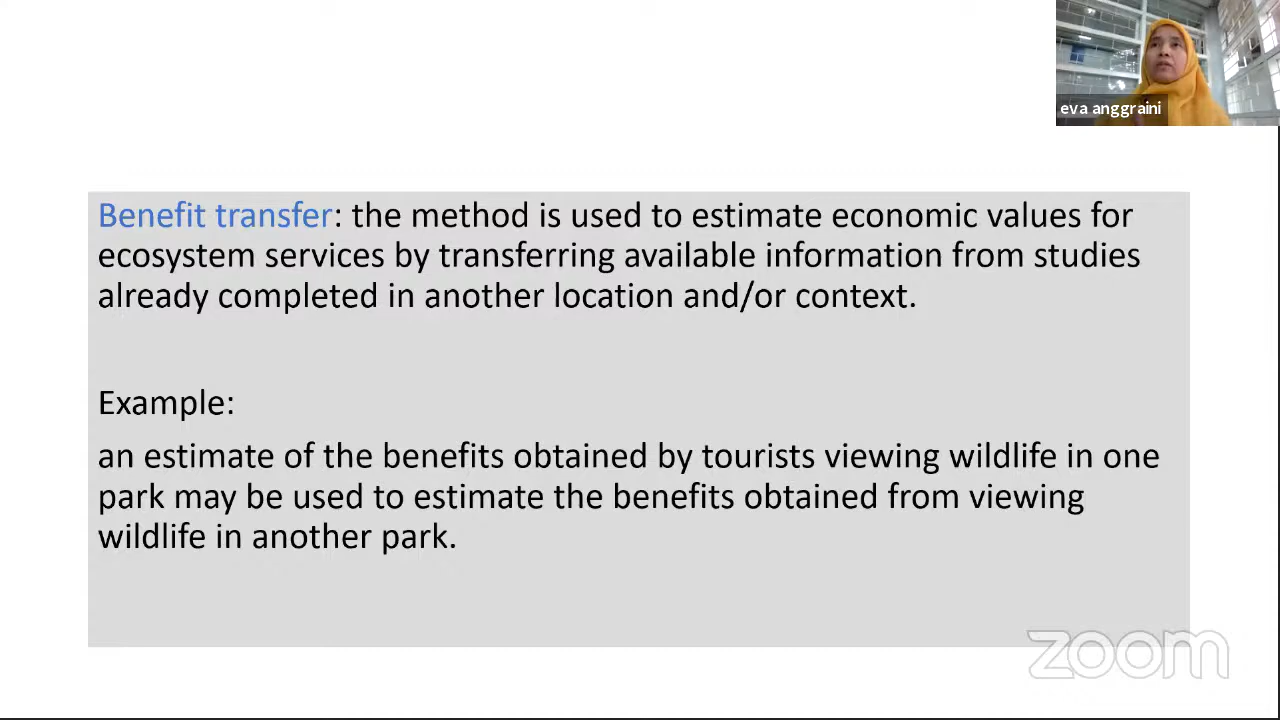 eva anggraini
Benefit transfer: the method is used to estimate economic values for
ecosystem services by transferring available information from studies
already completed in another location and/or context.
Example:
an estimate of the benefits obtained by tourists viewing wildlife in one
park may be used to estimate the benefits obtained from viewing
wildlife in another park.
zoom